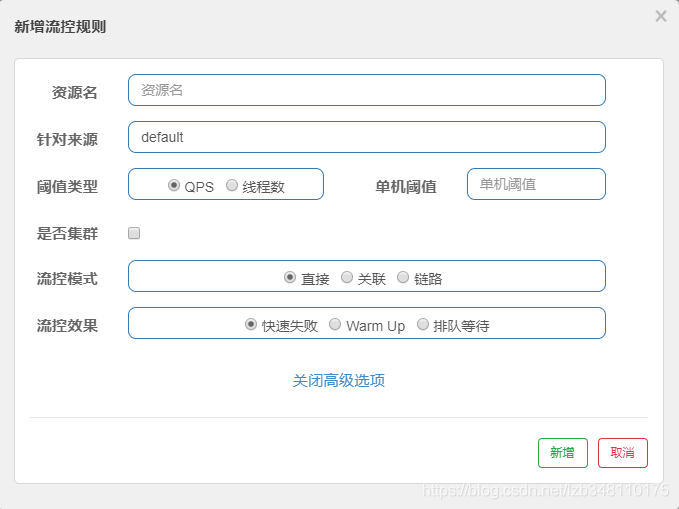 新增流控规则 ×
资源名 资源名
针对来源 default
阈值类型 QPS 线程数 单机阈值 单机阈值
是否集群
流控模式 直接 关联 链路
流控效果 快速失败 Warm Up 排队等待
关闭高级选项
新增 取消
https://blog.csdn.net/lzb348110175